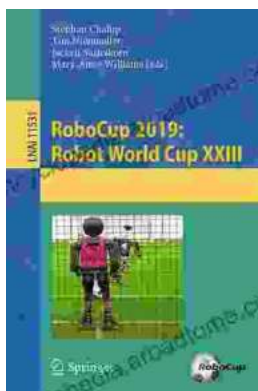 Stephan Chalup
Tim Niemueller
Jackrit Suthakorn
Mary-Anne Williams (Eds.)
LNAI 11531
RoboCup 2019:
Robot World Cup XXIII
Springer
RoboCup